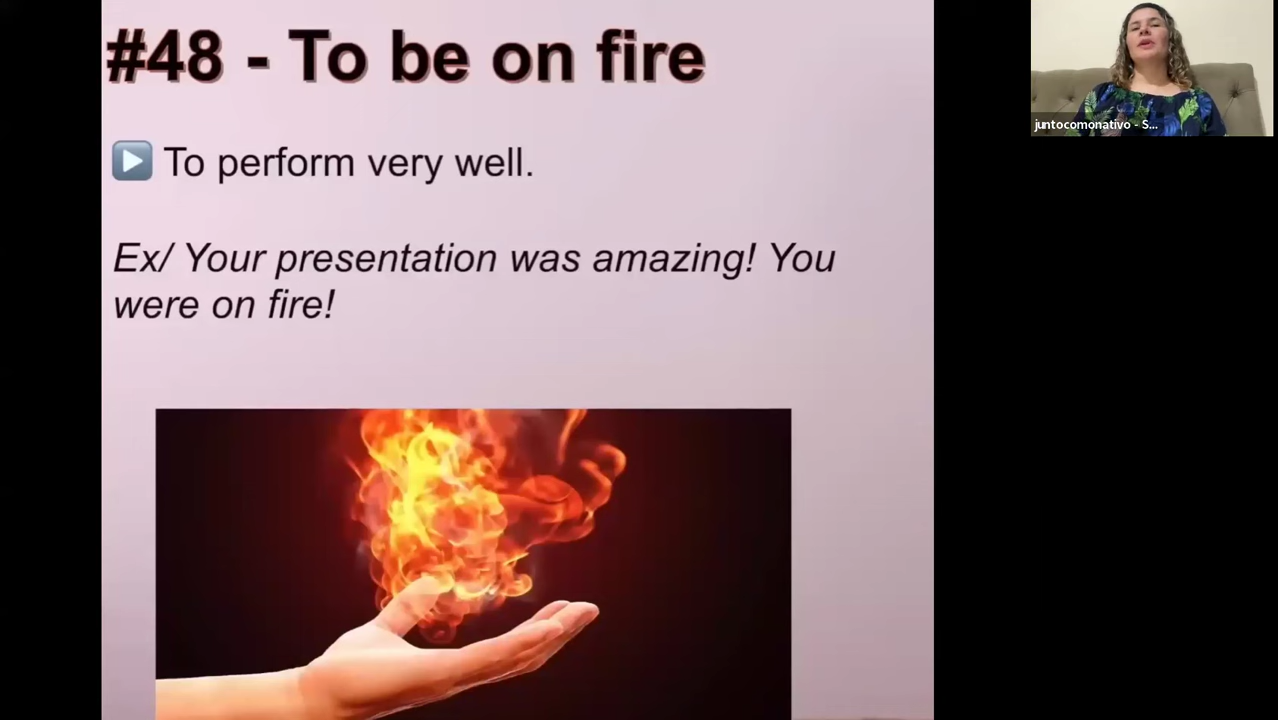 #48 - To be on fire
To perform very well.
Ex/ Your presentation was amazing! You
were on fire!
juntocomonativo - S...